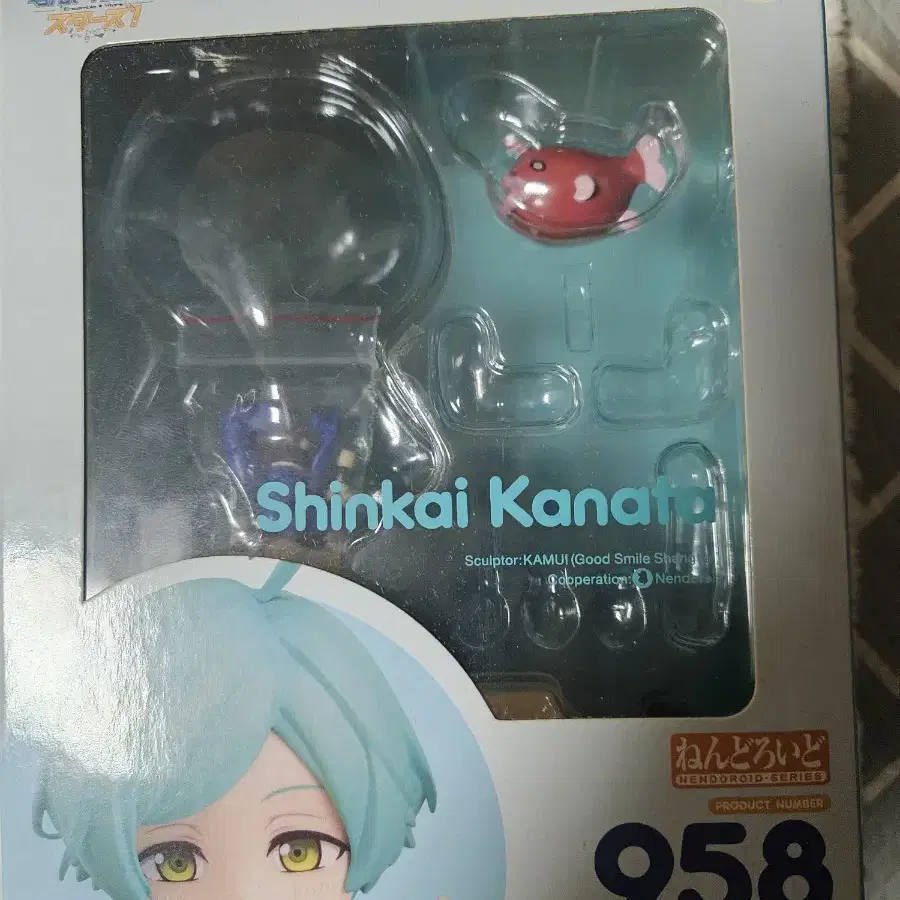 スターズ!
Shinkai Kanata
Sculptor:KAMUI(Good Smile Shang
Cooperation: Nendoro
ねんどろいど
NENDOROID-SERIES
PRODUCT NUMBER
958